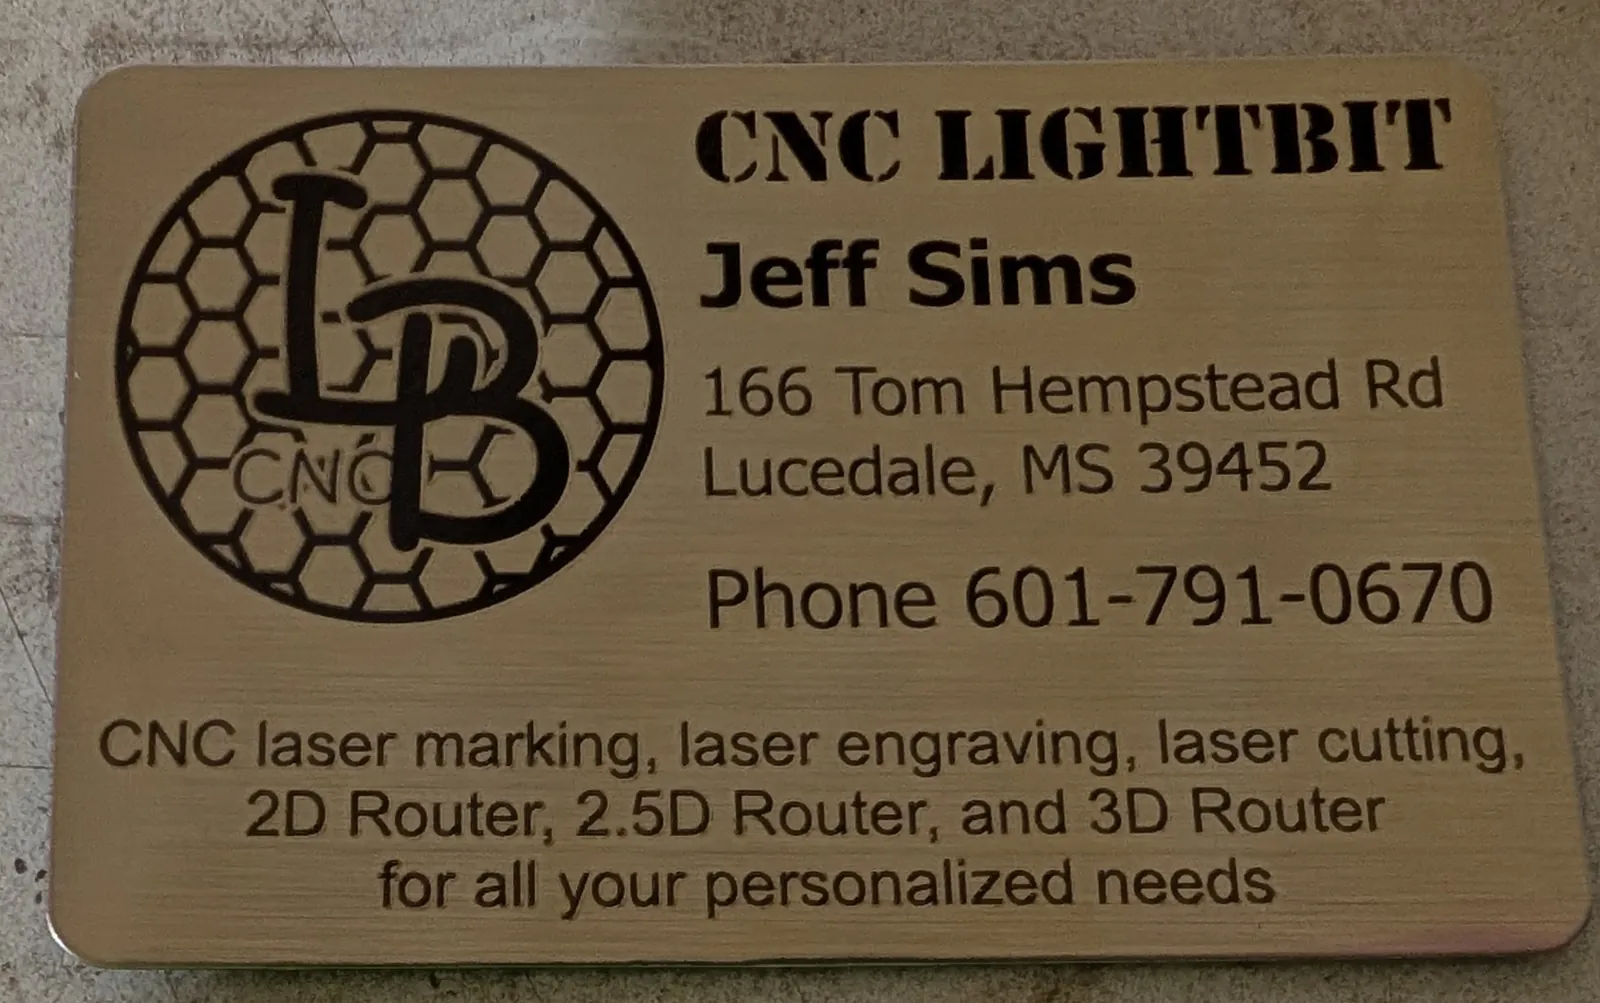 LB
CNC
CNC LIGHTBIT
Jeff Sims
166 Tom Hempstead Rd
Lucedale, MS 39452
Phone 601-791-0670
CNC laser marking, laser engraving, laser cutting,
2D Router, 2.5D Router, and 3D Router
for all your personalized needs